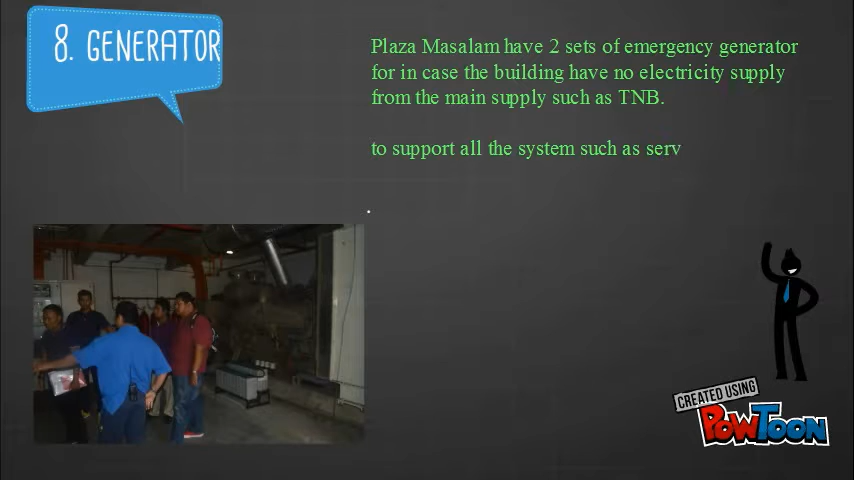 8. GENERATOR
Plaza Masalam have 2 sets of emergency generator
for in case the building have no electricity supply
from the main supply such as TNB.
to support all the system such as serv
CREATED USING
POWTOON